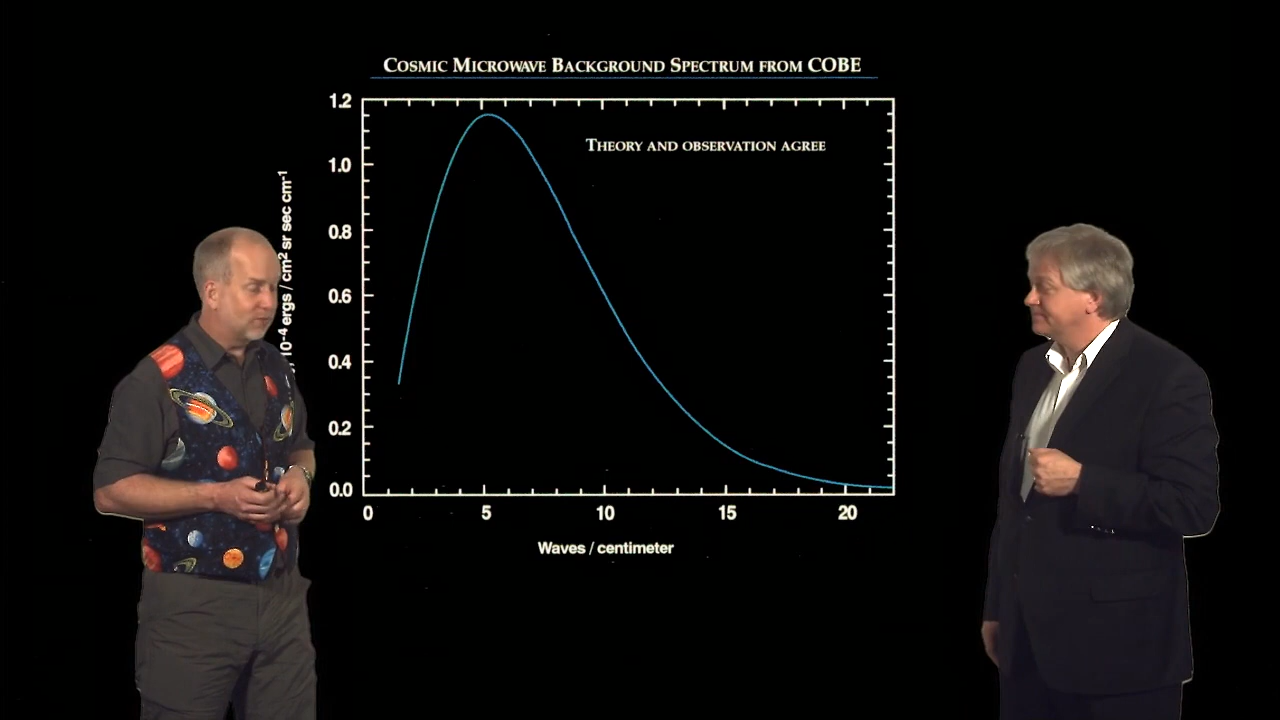 COSMIC MICROWAVE BACKGROUND SPECTRUM FROM COBE
THEORY AND OBSERVATION AGREE
1.2
1.0
0.8
0.6
0.4
0.2
0.0
10⁻⁴ ergs / cm² sr sec cm⁻¹
0 5 10 15 20
Waves / centimeter